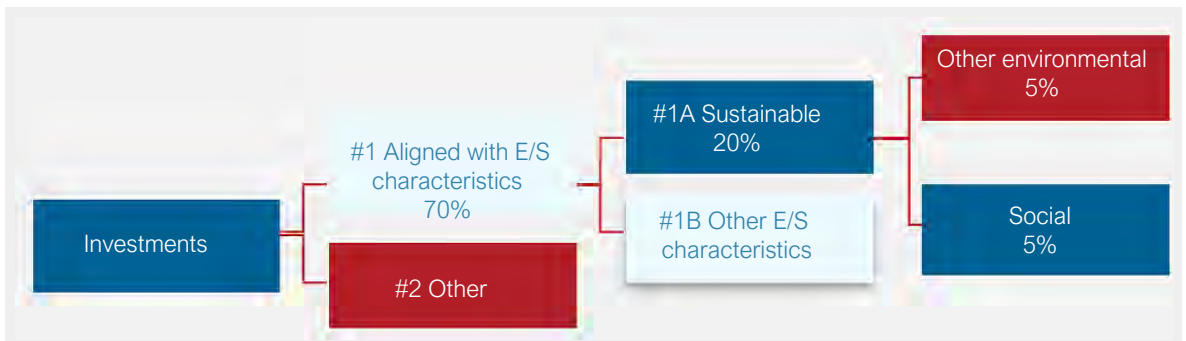 Investments
#1 Aligned with E/S
characteristics
70%
#2 Other
#1A Sustainable
20%
#1B Other E/S
characteristics
Other environmental
5%
Social
5%